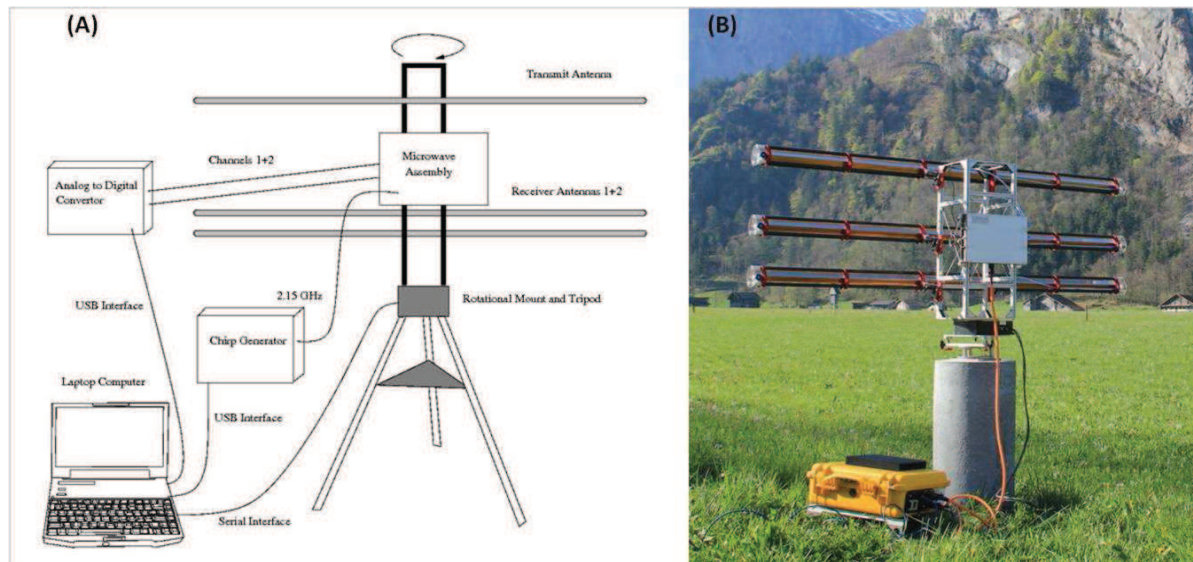 (A)
Transmit Antenna
Channels 1+2
Microwave
Assembly
Analog to Digital
Convertor
Receiver Antennas 1+2
USB Interface
2.15 GHz
Rotational Mount and Tripod
Chirp Generator
Laptop Computer
USB Interface
Serial Interface
(B)